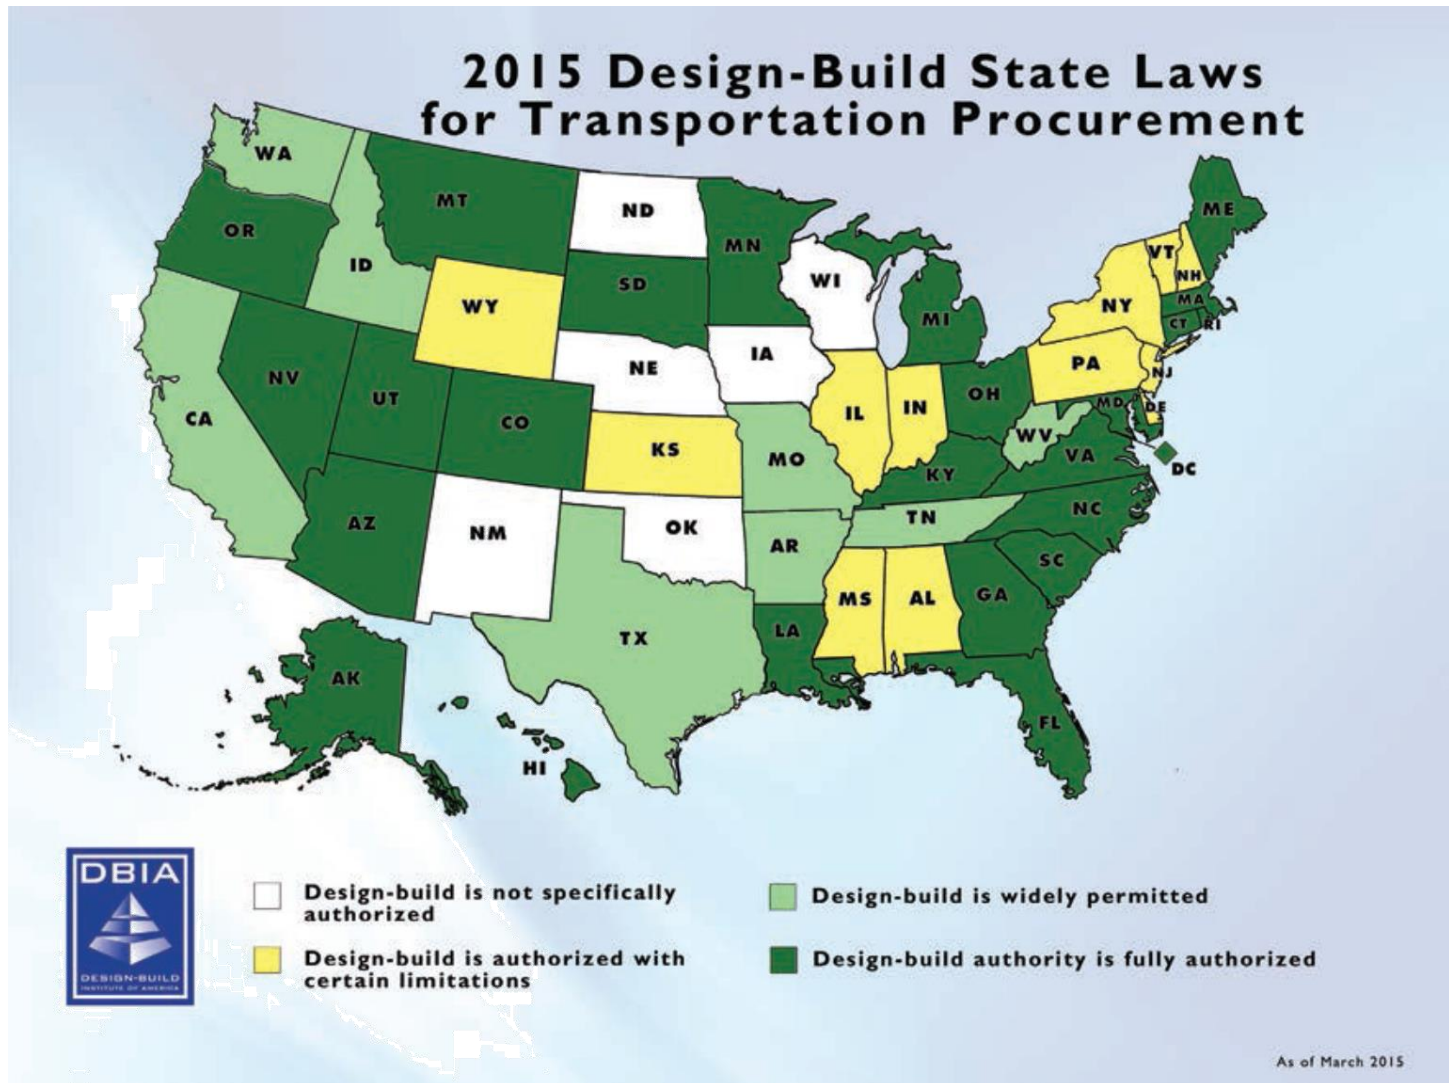 2015 Design-Build State Laws
for Transportation Procurement
WA
MT
ND
MN
ME
OR
ID
SD
WI
VT
NH
WY
MI
NY
MA
CT
RI
NE
IA
PA
NJ
NV
UT
CO
IL
IN
OH
MD
DE
CA
KS
MO
WV
VA
KY
DC
AZ
NM
OK
AR
TN
NC
SC
MS
AL
GA
TX
LA
AK
FL
HI
DBIA
DESIGN-BUILD
INSTITUTE OF AMERICA
Design-build is not specifically
authorized
Design-build is authorized with
certain limitations
Design-build is widely permitted
Design-build authority is fully authorized
As of March 2015